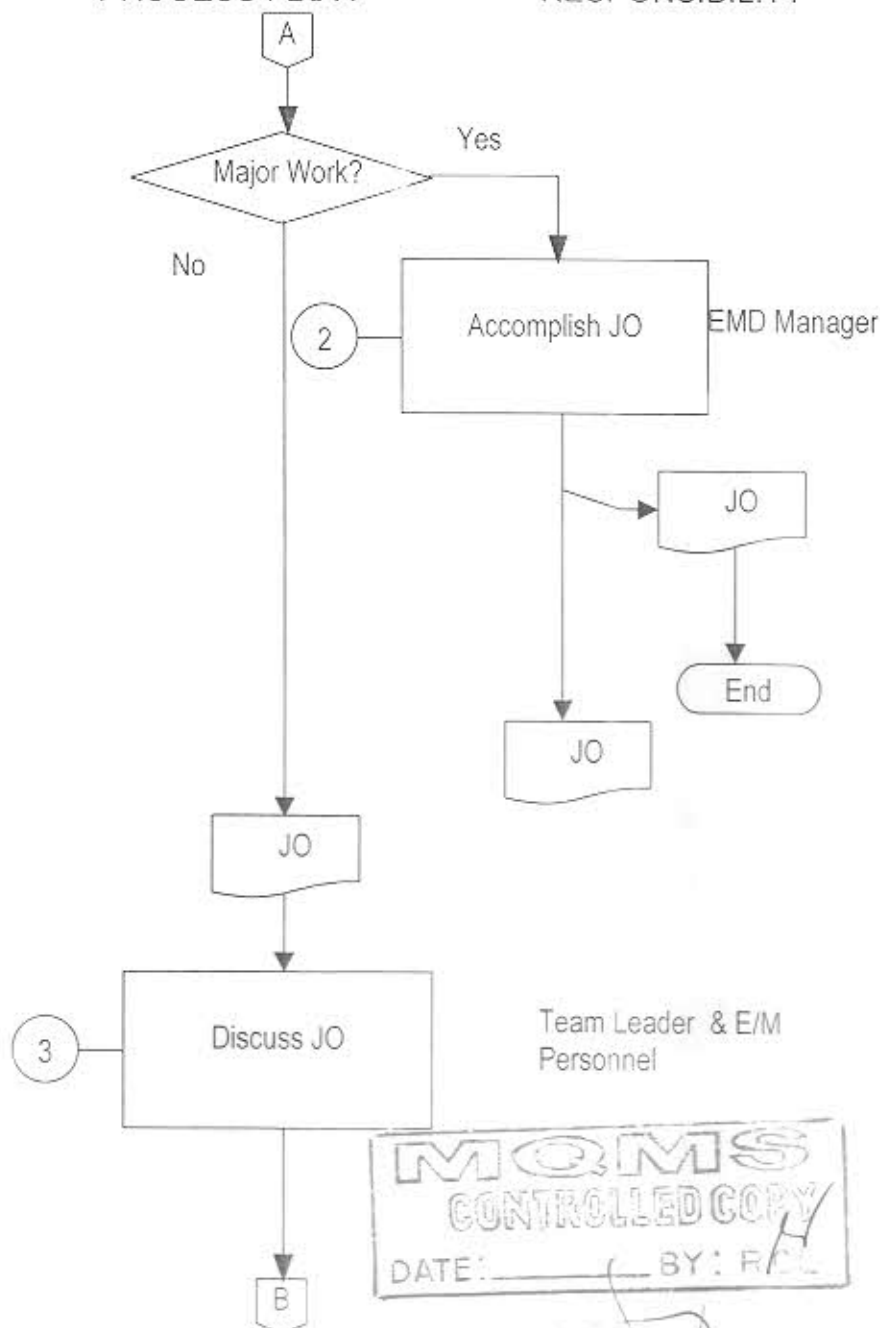 PROCESS FLOW
RESPONSIBILITY
A
Major Work?
Yes
No
2
Accomplish JO
EMD Manager
JO
End
JO
JO
3
Discuss JO
Team Leader & E/M
Personnel
MQMS
CONTROLLED COPY
DATE: BY:
B